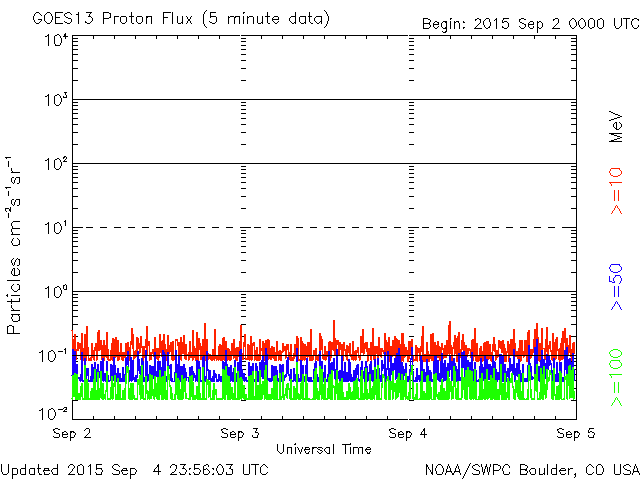 GOES13 Proton Flux (5 minute data)
Begin: 2015 Sep 2 0000 UTC
Particles cm⁻²s⁻¹sr⁻¹
10⁴
10³
10²
10¹
10⁰
10⁻¹
10⁻²
Sep 2
Sep 3
Sep 4
Sep 5
Universal Time
MeV
>=10
>=50
>=100
Updated 2015 Sep 4 23:56:03 UTC
NOAA/SWPC Boulder, CO USA